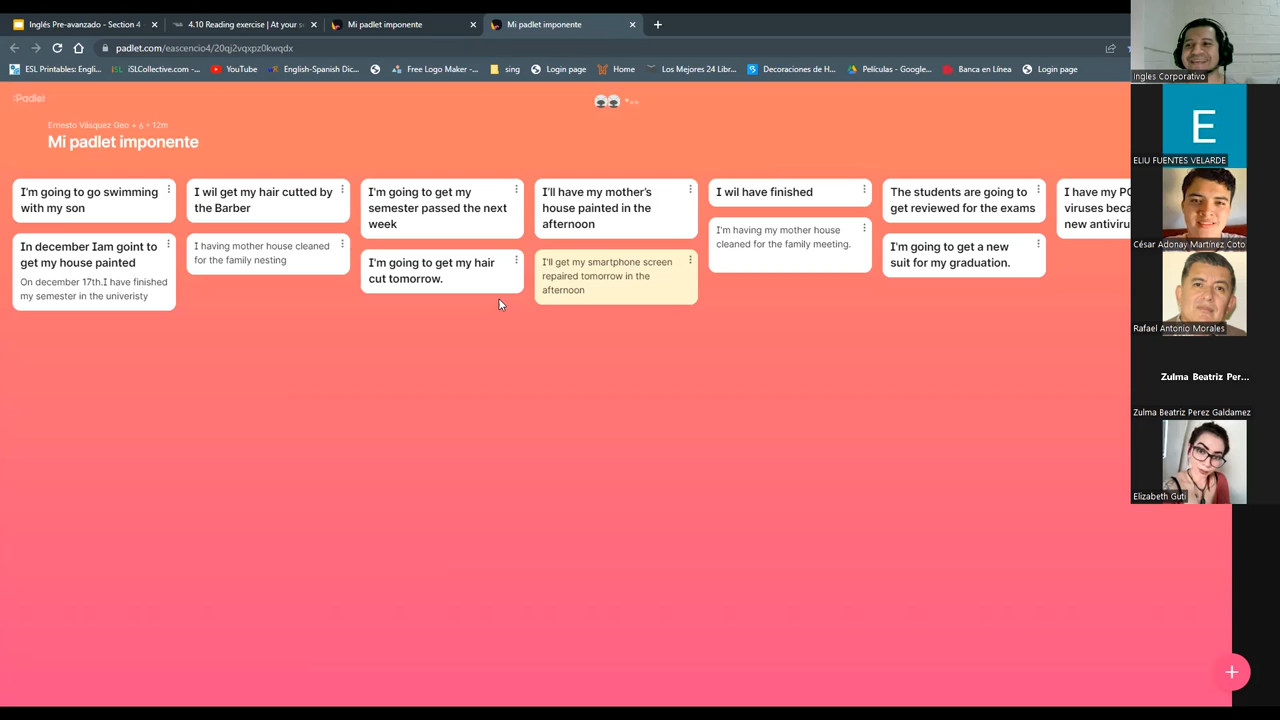 Inglés Pre-avanzado - Section 4
4.10 Reading exercise | At your s
Mi padlet imponente
Mi padlet imponente
padlet.com/eascencio4/20qj2vqxpz0kwqdx
ESL Printables: Engli...
iSLCollective.com -...
YouTube
English-Spanish Dic...
Free Logo Maker -...
sing
Login page
Home
Los Mejores 24 Libr...
Decoraciones de H...
Películas - Google...
Banca en Línea
Login page
:Padlet
Ernesto Vásquez Geo + 6 • 12m
Mi padlet imponente
I'm going to go swimming
with my son
In december Iam goint to
get my house painted
On december 17th.I have finished
my semester in the univeristy
I wil get my hair cutted by
the Barber
I having mother house cleaned
for the family nesting
I'm going to get my
semester passed the next
week
I'm going to get my hair
cut tomorrow.
I'll have my mother's
house painted in the
afternoon
I'll get my smartphone screen
repaired tomorrow in the
afternoon
I wil have finished
I'm having my mother house
cleaned for the family meeting.
The students are going to
get reviewed for the exams
I'm going to get a new
suit for my graduation.
I have my PC
viruses beca
new antiviru
Ingles Corporativo
E
ELIU FUENTES VELARDE
César Adonay Martínez Coto
Rafael Antonio Morales
Zulma Beatriz Per...
Zulma Beatriz Perez Galdamez
Elizabeth Guti